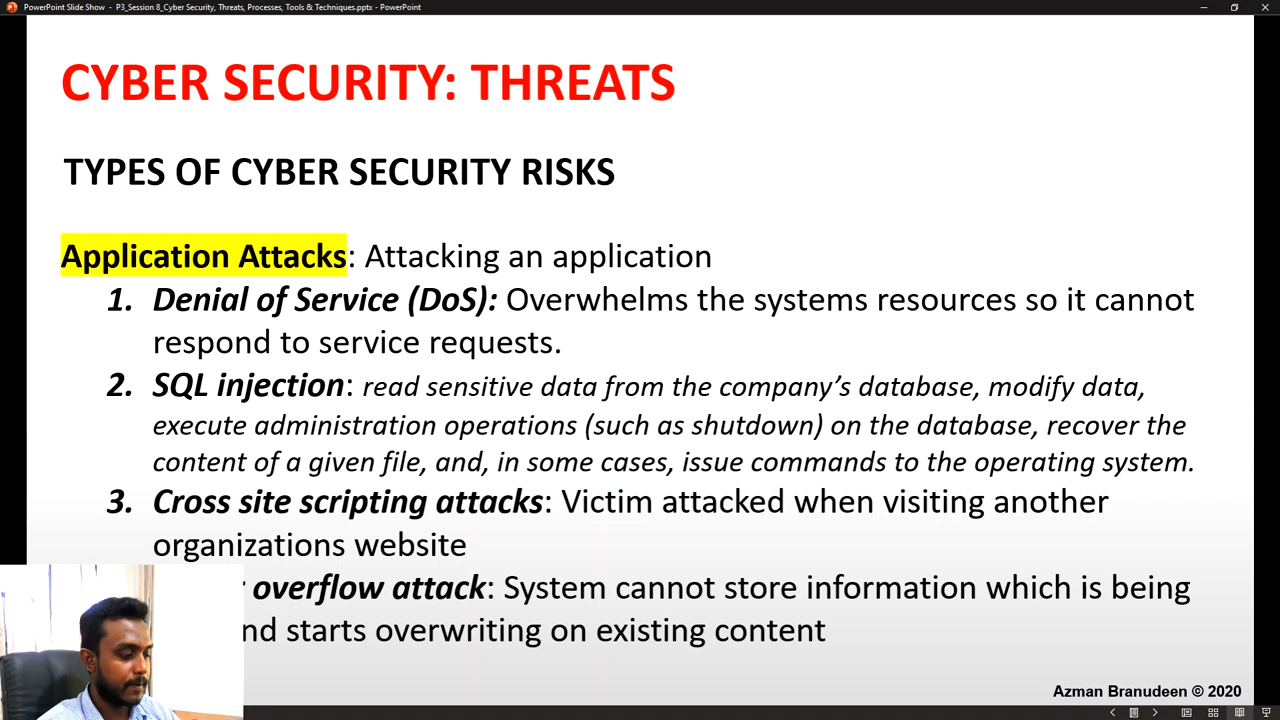 PowerPoint Slide Show - P3_Session 8_Cyber Security, Threats, Processes, Tools & Techniques.pptx - PowerPoint
CYBER SECURITY: THREATS
TYPES OF CYBER SECURITY RISKS
Application Attacks: Attacking an application
1. Denial of Service (DoS): Overwhelms the systems resources so it cannot
respond to service requests.
2. SQL injection: read sensitive data from the company's database, modify data,
execute administration operations (such as shutdown) on the database, recover the
content of a given file, and, in some cases, issue commands to the operating system.
3. Cross site scripting attacks: Victim attacked when visiting another
organizations website
overflow attack: System cannot store information which is being
starts overwriting on existing content
Azman Branudeen © 2020